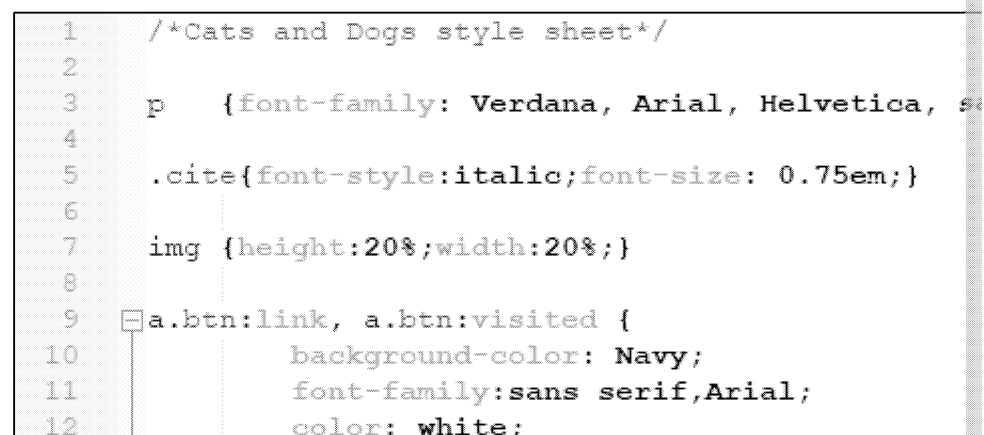 1 /*Cats and Dogs style sheet*/
2
3 p {font-family: Verdana, Arial, Helvetica,
4
5 .cite{font-style:italic;font-size: 0.75em;}
6
7 img {height:20%;width:20%;}
8
9 a.btn:link, a.btn:visited {
10 background-color: Navy;
11 font-family:sans serif,Arial;
12 color: white;